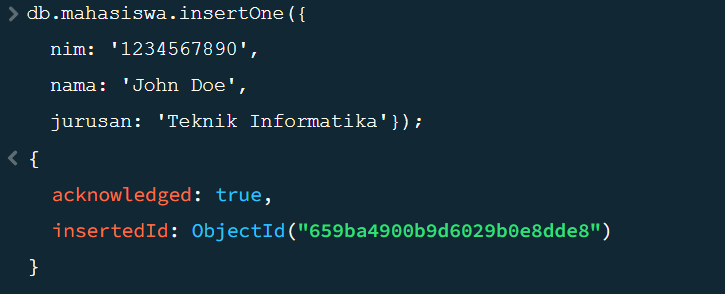 > db.mahasiswa.insertOne({
nim: '1234567890',
nama: 'John Doe',
jurusan: 'Teknik Informatika'});
< {
acknowledged: true,
insertedId: ObjectId("659ba4900b9d6029b0e8dde8")
}